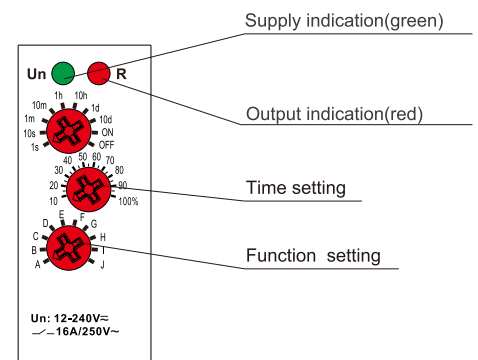 Supply indication(green)
Un R
Output indication(red)
1s 10s 1m 10m 1h 10h 1d 10d ON OFF
Time setting
10 20 30 40 50 60 70 80 90 100%
Function setting
A B C D E F G H I J
Un: 12-240V≂
16A/250V~